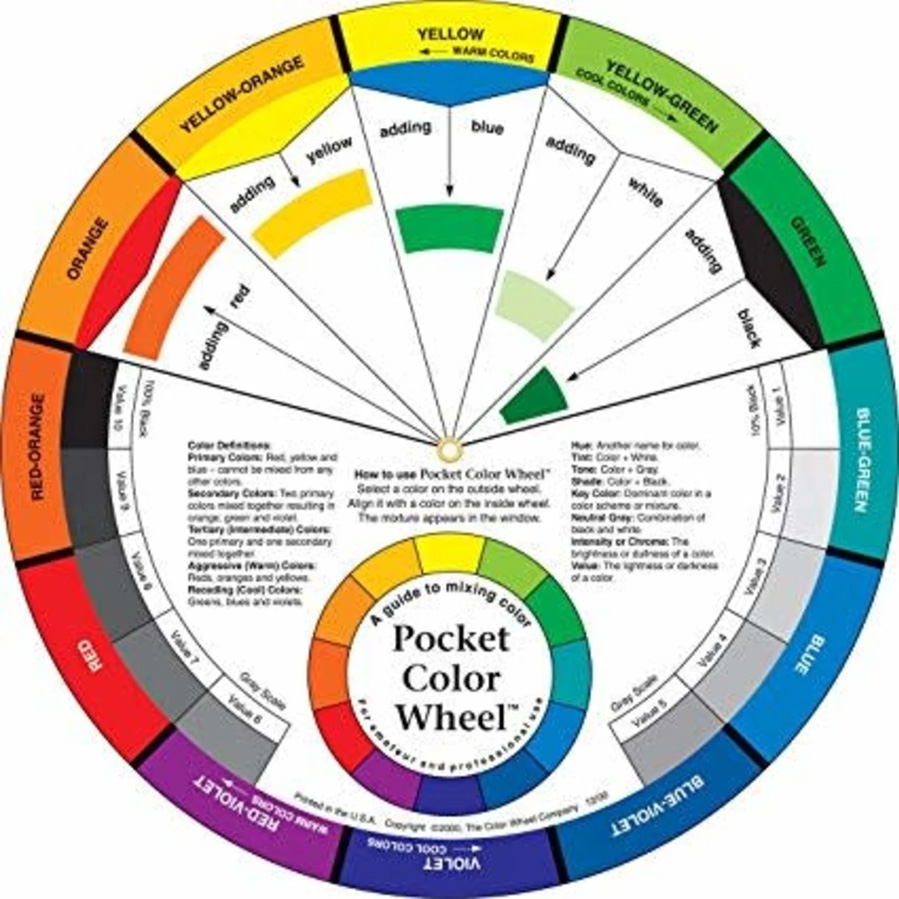 YELLOW
WARM COLORS
YELLOW-GREEN
COOL COLORS
GREEN
BLUE-GREEN
BLUE
BLUE-VIOLET
VIOLET
COOL COLORS
RED-VIOLET
WARM COLORS
RED
RED-ORANGE
ORANGE
YELLOW-ORANGE
adding red
adding yellow
adding blue
adding white
adding black
100% Black
Value 10
Value 9
Value 8
Value 7
Value 6
Gray Scale
10% Black
Value 1
Value 2
Value 3
Value 4
Value 5
Gray Scale
Color Definitions:
Primary Colors: Red, yellow and
blue – cannot be mixed from any
other colors.
Secondary Colors: Two primary
colors mixed together resulting in
orange, green and violet.
Tertiary (Intermediate) Colors:
One primary and one secondary
mixed together.
Aggressive (Warm) Colors:
Reds, oranges and yellows.
Receding (Cool) Colors:
Greens, blues and violets.
How to use Pocket Color Wheel™
Select a color on the outside wheel.
Align it with a color on the inside wheel.
The mixture appears in the window.
Hue: Another name for color.
Tint: Color + White.
Tone: Color + Gray.
Shade: Color + Black.
Key Color: Dominant color in a
color scheme or mixture.
Neutral Gray: Combination of
black and white.
Intensity or Chroma: The
brightness or dullness of a color.
Value: The lightness or darkness
of a color.
A guide to mixing color
Pocket
Color
Wheel™
For amateur and professional use
Printed in the U.S.A. Copyright ©2000, The Color Wheel Company